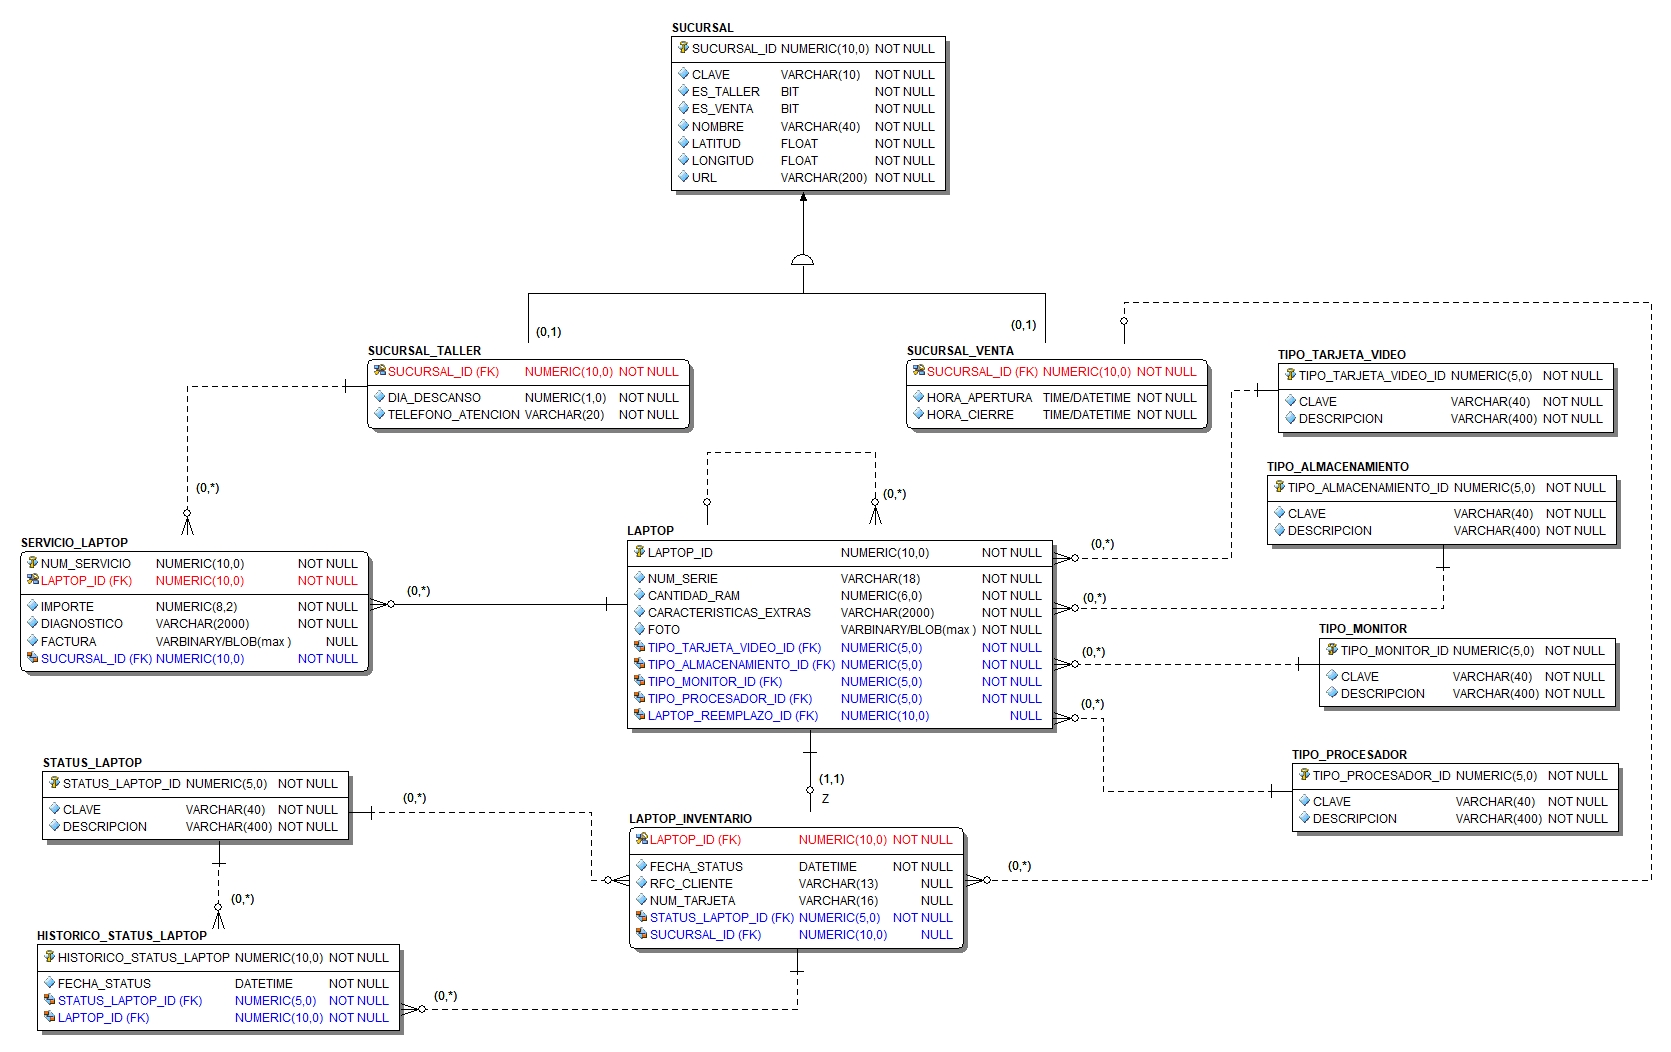 SUCURSAL
SUCURSAL_ID NUMERIC(10,0) NOT NULL
CLAVE VARCHAR(10) NOT NULL
ES_TALLER BIT NOT NULL
ES_VENTA BIT NOT NULL
NOMBRE VARCHAR(40) NOT NULL
LATITUD FLOAT NOT NULL
LONGITUD FLOAT NOT NULL
URL VARCHAR(200) NOT NULL
(0,1)
(0,1)
SUCURSAL_TALLER
SUCURSAL_ID (FK) NUMERIC(10,0) NOT NULL
DIA_DESCANSO NUMERIC(1,0) NOT NULL
TELEFONO_ATENCION VARCHAR(20) NOT NULL
SUCURSAL_VENTA
SUCURSAL_ID (FK) NUMERIC(10,0) NOT NULL
HORA_APERTURA TIME/DATETIME NOT NULL
HORA_CIERRE TIME/DATETIME NOT NULL
TIPO_TARJETA_VIDEO
TIPO_TARJETA_VIDEO_ID NUMERIC(5,0) NOT NULL
CLAVE VARCHAR(40) NOT NULL
DESCRIPCION VARCHAR(400) NOT NULL
TIPO_ALMACENAMIENTO
TIPO_ALMACENAMIENTO_ID NUMERIC(5,0) NOT NULL
CLAVE VARCHAR(40) NOT NULL
DESCRIPCION VARCHAR(400) NOT NULL
(0,*)
(0,*)
SERVICIO_LAPTOP
NUM_SERVICIO NUMERIC(10,0) NOT NULL
LAPTOP_ID (FK) NUMERIC(10,0) NOT NULL
IMPORTE NUMERIC(8,2) NOT NULL
DIAGNOSTICO VARCHAR(2000) NOT NULL
FACTURA VARBINARY/BLOB(max ) NULL
SUCURSAL_ID (FK) NUMERIC(10,0) NOT NULL
(0,*)
LAPTOP
LAPTOP_ID NUMERIC(10,0) NOT NULL
NUM_SERIE VARCHAR(18) NOT NULL
CANTIDAD_RAM NUMERIC(6,0) NOT NULL
CARACTERISTICAS_EXTRAS VARCHAR(2000) NOT NULL
FOTO VARBINARY/BLOB(max ) NOT NULL
TIPO_TARJETA_VIDEO_ID (FK) NUMERIC(5,0) NOT NULL
TIPO_ALMACENAMIENTO_ID (FK) NUMERIC(5,0) NOT NULL
TIPO_MONITOR_ID (FK) NUMERIC(5,0) NOT NULL
TIPO_PROCESADOR_ID (FK) NUMERIC(5,0) NOT NULL
LAPTOP_REEMPLAZO_ID (FK) NUMERIC(10,0) NULL
(0,*)
(0,*)
(0,*)
(0,*)
TIPO_MONITOR
TIPO_MONITOR_ID NUMERIC(5,0) NOT NULL
CLAVE VARCHAR(40) NOT NULL
DESCRIPCION VARCHAR(400) NOT NULL
TIPO_PROCESADOR
TIPO_PROCESADOR_ID NUMERIC(5,0) NOT NULL
CLAVE VARCHAR(40) NOT NULL
DESCRIPCION VARCHAR(400) NOT NULL
STATUS_LAPTOP
STATUS_LAPTOP_ID NUMERIC(5,0) NOT NULL
CLAVE VARCHAR(40) NOT NULL
DESCRIPCION VARCHAR(400) NOT NULL
(0,*)
(1,1)
Z
LAPTOP_INVENTARIO
LAPTOP_ID (FK) NUMERIC(10,0) NOT NULL
FECHA_STATUS DATETIME NOT NULL
RFC_CLIENTE VARCHAR(13) NULL
NUM_TARJETA VARCHAR(16) NULL
STATUS_LAPTOP_ID (FK) NUMERIC(5,0) NOT NULL
SUCURSAL_ID (FK) NUMERIC(10,0) NULL
(0,*)
(0,*)
HISTORICO_STATUS_LAPTOP
HISTORICO_STATUS_LAPTOP NUMERIC(10,0) NOT NULL
FECHA_STATUS DATETIME NOT NULL
STATUS_LAPTOP_ID (FK) NUMERIC(5,0) NOT NULL
LAPTOP_ID (FK) NUMERIC(10,0) NOT NULL
(0,*)